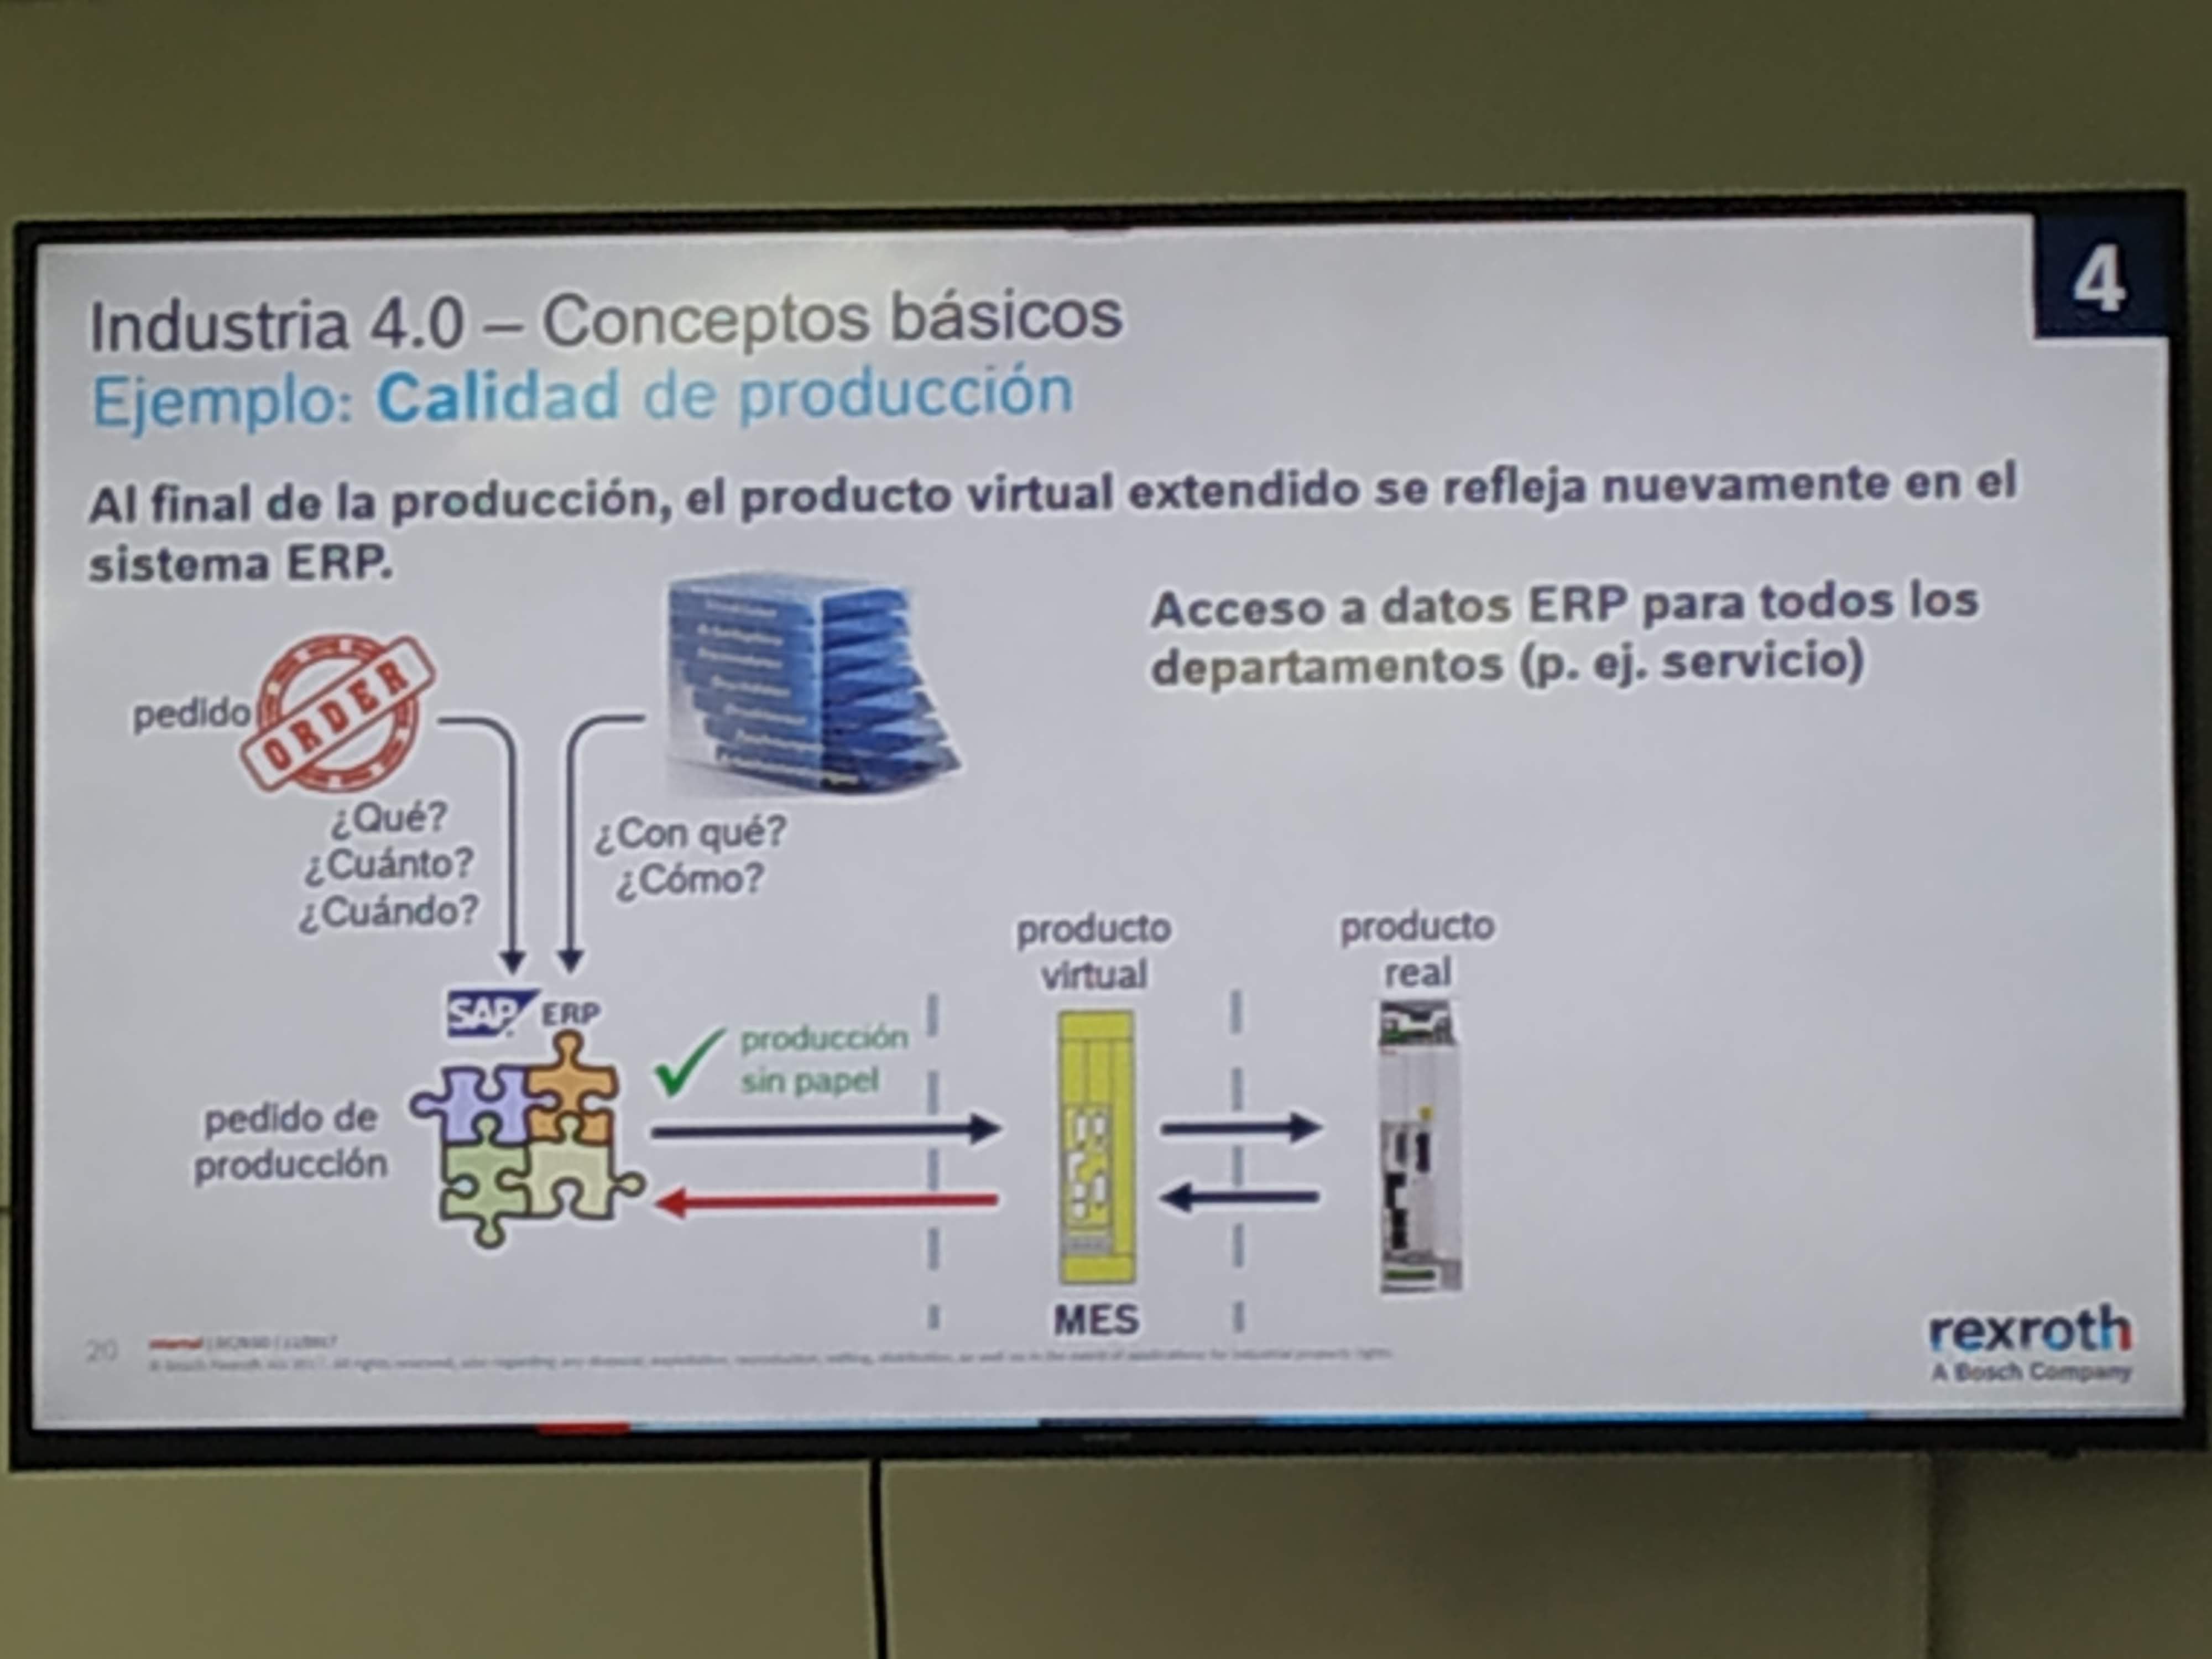 4
Industria 4.0 – Conceptos básicos
Ejemplo: Calidad de producción
Al final de la producción, el producto virtual extendido se refleja nuevamente en el
sistema ERP.
Acceso a datos ERP para todos los
departamentos (p. ej. servicio)
pedido
ORDER
¿Qué?
¿Cuánto?
¿Cuándo?
¿Con qué?
¿Cómo?
SAP ERP
pedido de
producción
producción
sin papel
producto
virtual
MES
producto
real
20
rexroth
A Bosch Company